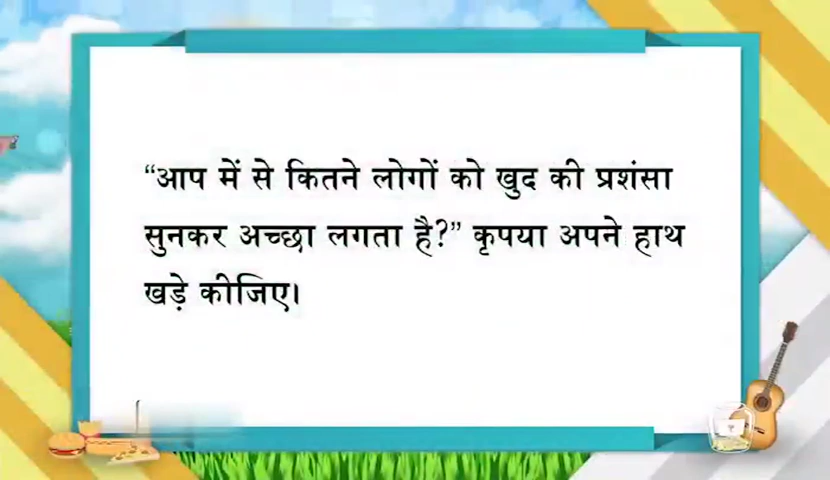 “आप में से कितने लोगों को खुद की प्रशंसा
सुनकर अच्छा लगता है?” कृपया अपने हाथ
खड़े कीजिए।